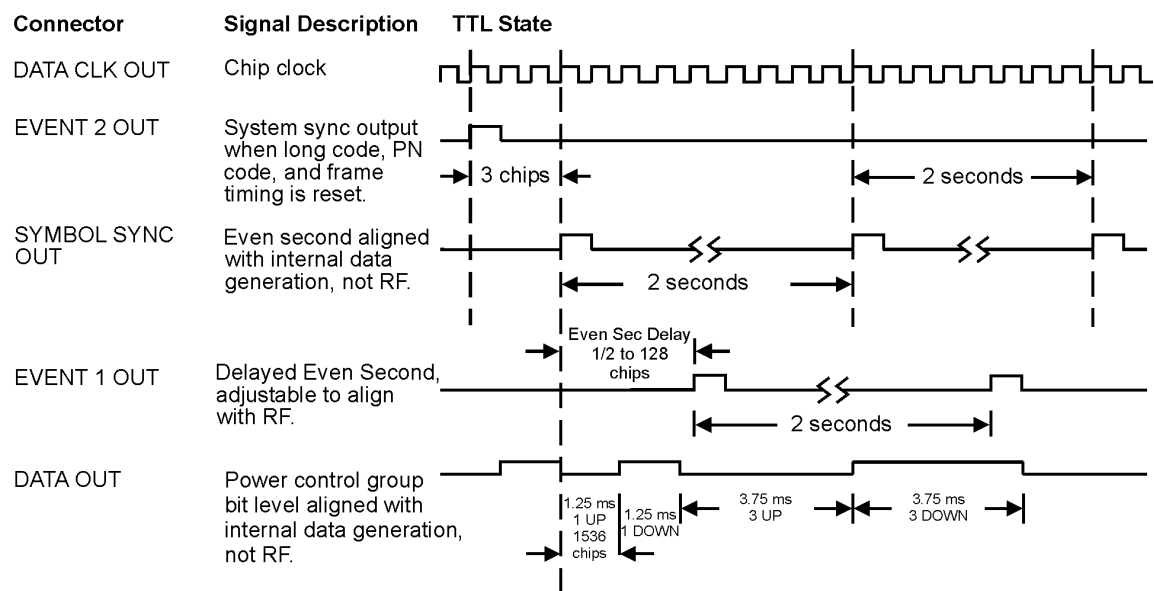 Connector Signal Description TTL State
DATA CLK OUT Chip clock
EVENT 2 OUT System sync output
when long code, PN
code, and frame
timing is reset.
3 chips 2 seconds
SYMBOL SYNC
OUT
Even second aligned
with internal data
generation, not RF.
2 seconds
Even Sec Delay
1/2 to 128
chips
EVENT 1 OUT Delayed Even Second,
adjustable to align
with RF.
2 seconds
DATA OUT Power control group
bit level aligned with
internal data generation,
not RF.
1.25 ms
1 UP
1536
chips
1.25 ms
1 DOWN
3.75 ms
3 UP
3.75 ms
3 DOWN